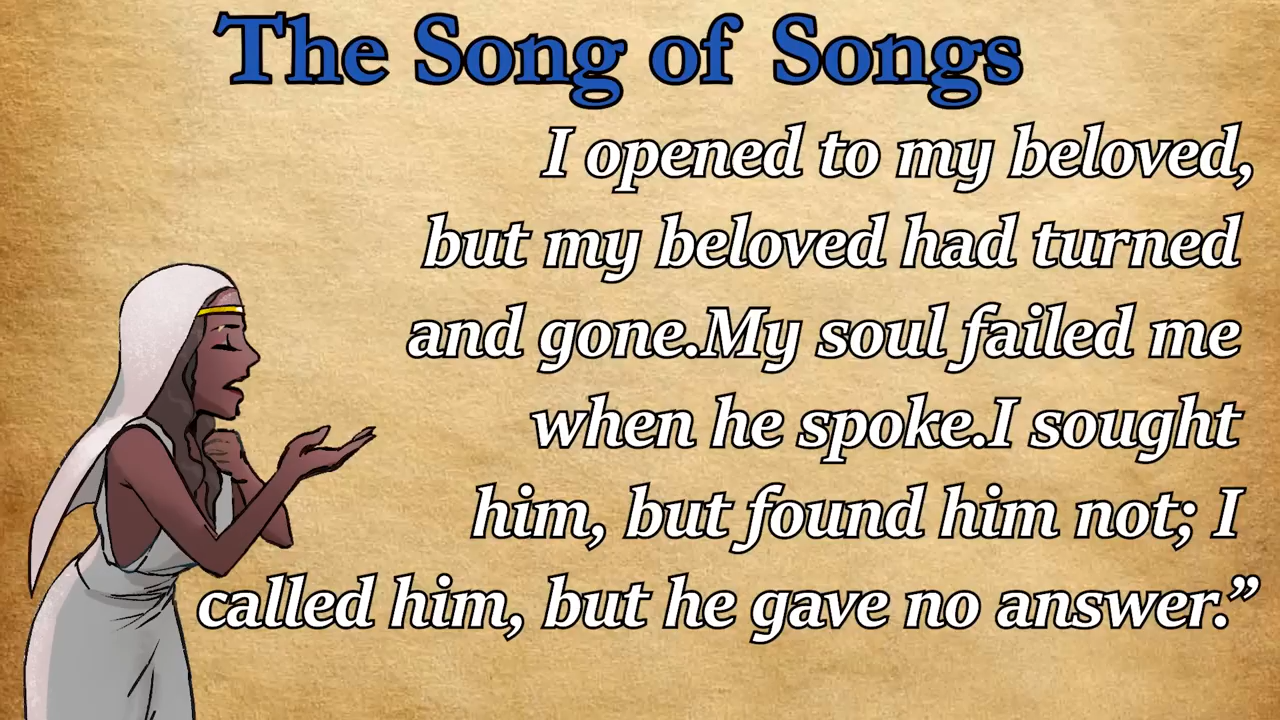 The Song of Songs
I opened to my beloved,
but my beloved had turned
and gone.My soul failed me
when he spoke.I sought
him, but found him not; I
called him, but he gave no answer.”